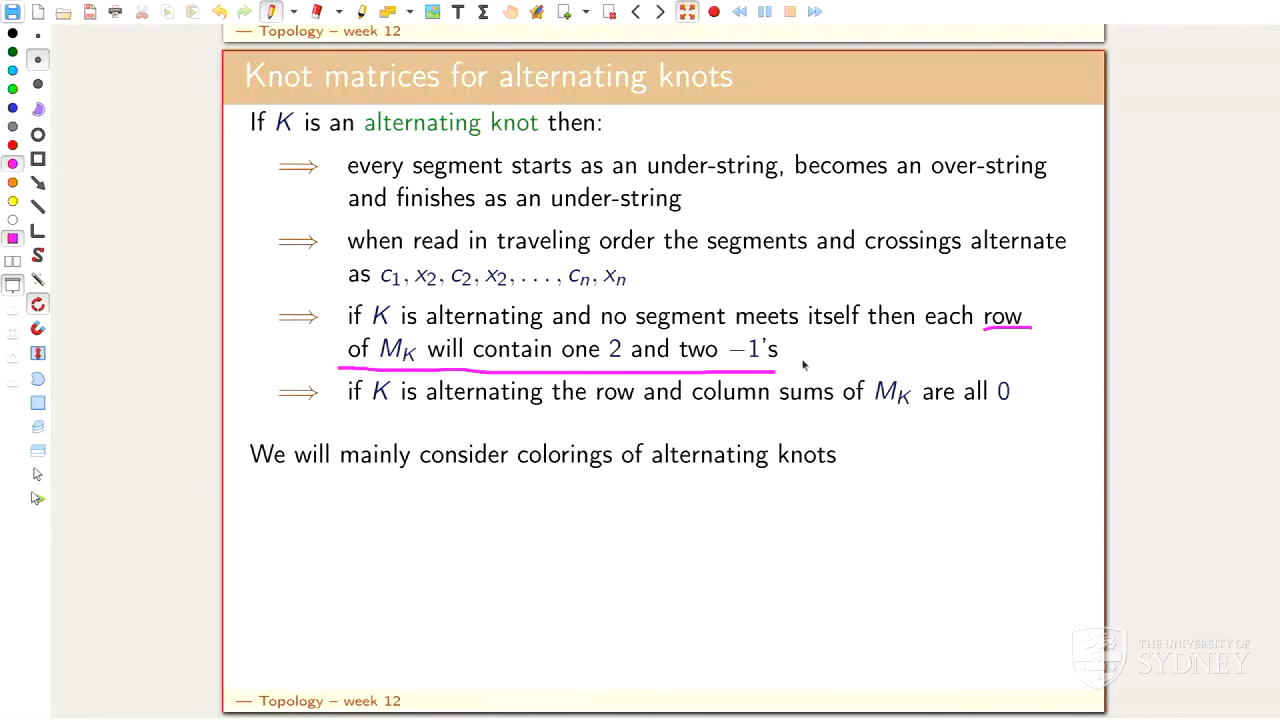 — Topology – week 12
Knot matrices for alternating knots
If K is an alternating knot then:
⟹ every segment starts as an under-string, becomes an over-string
and finishes as an under-string
⟹ when read in traveling order the segments and crossings alternate
as c₁, x₂, c₂, x₂, . . . , cₙ, xₙ
⟹ if K is alternating and no segment meets itself then each row
of M_K will contain one 2 and two −1's
⟹ if K is alternating the row and column sums of M_K are all 0
We will mainly consider colorings of alternating knots
THE UNIVERSITY OF
SYDNEY
— Topology – week 12